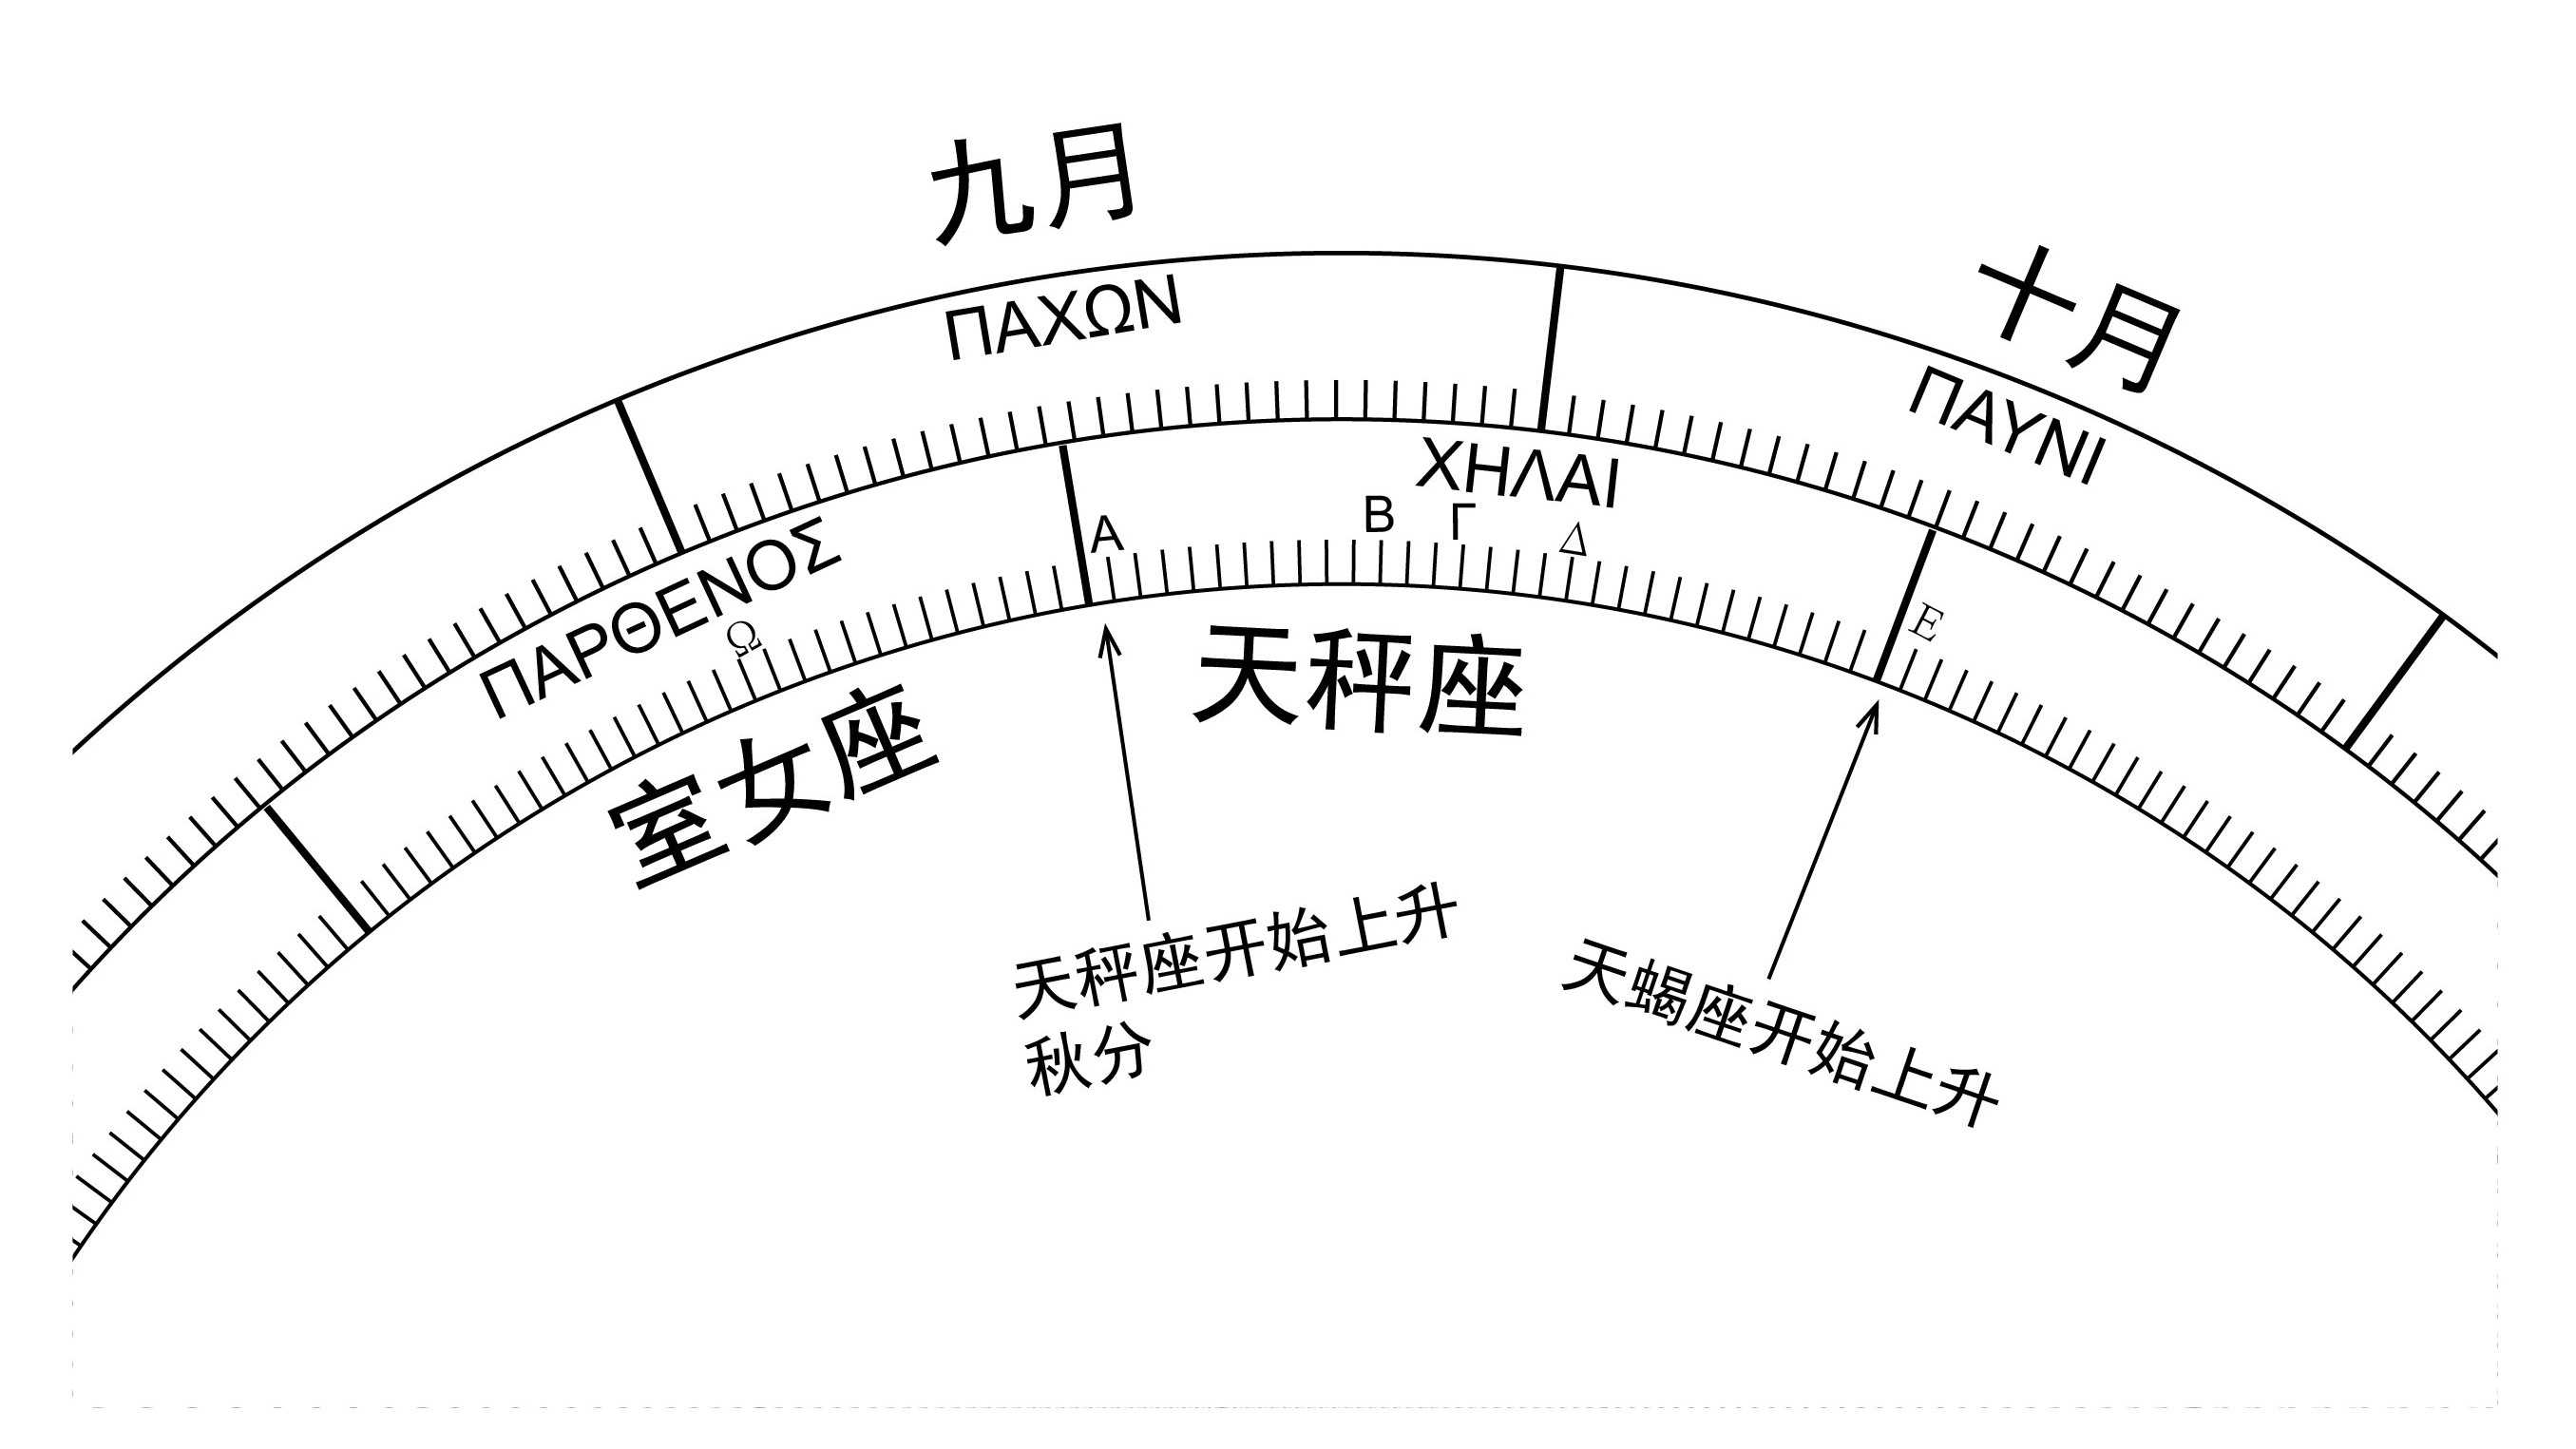 九月
十月
ΠΑΧΩΝ
ΠΑΥΝΙ
ΧΗΛΑΙ
ΠΑΡΘΕΝΟΣ
Ω
Α
Β
Γ
Δ
Ε
室女座
天秤座
天秤座开始上升
秋分
天蝎座开始上升